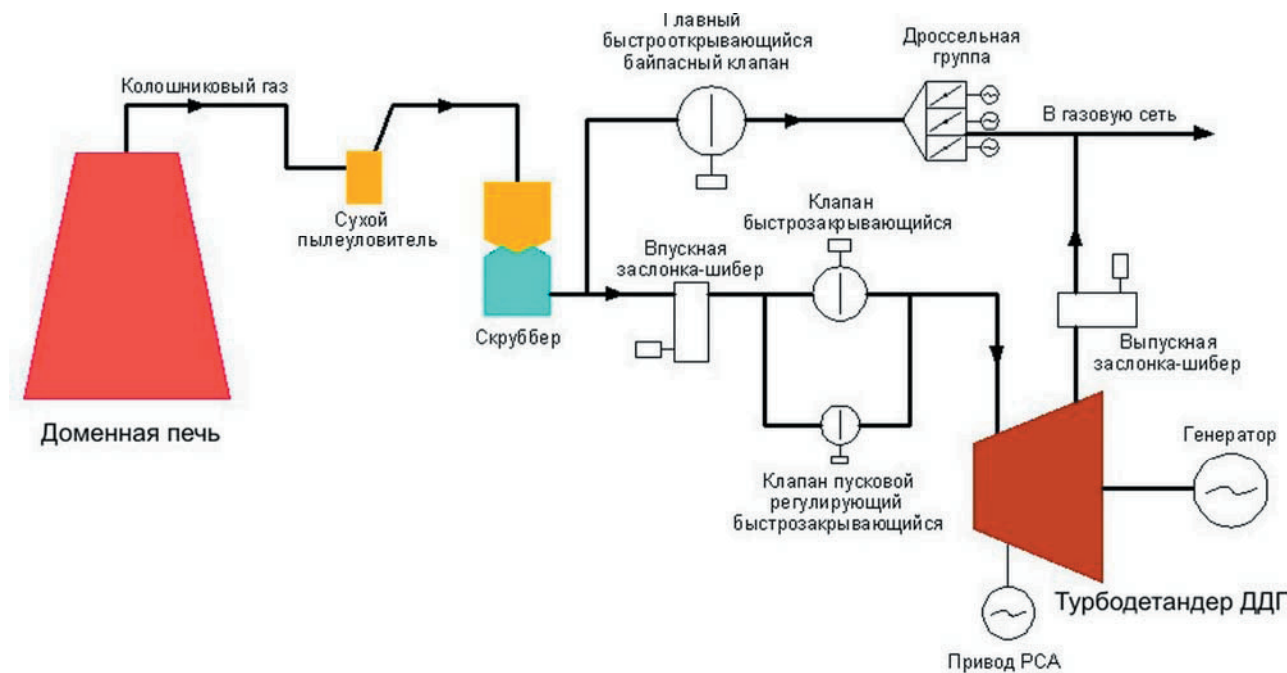 Главный
быстрооткрывающийся
байпасный клапан
Дроссельная
группа
Колошниковый газ
В газовую сеть
Сухой
пылеуловитель
Клапан
быстрозакрывающийся
Впускная
заслонка-шибер
Скруббер
Выпускная
заслонка-шибер
Доменная печь
Генератор
Клапан пусковой
регулирующий
быстрозакрывающийся
Турбодетандер ДДГ
Привод РСА